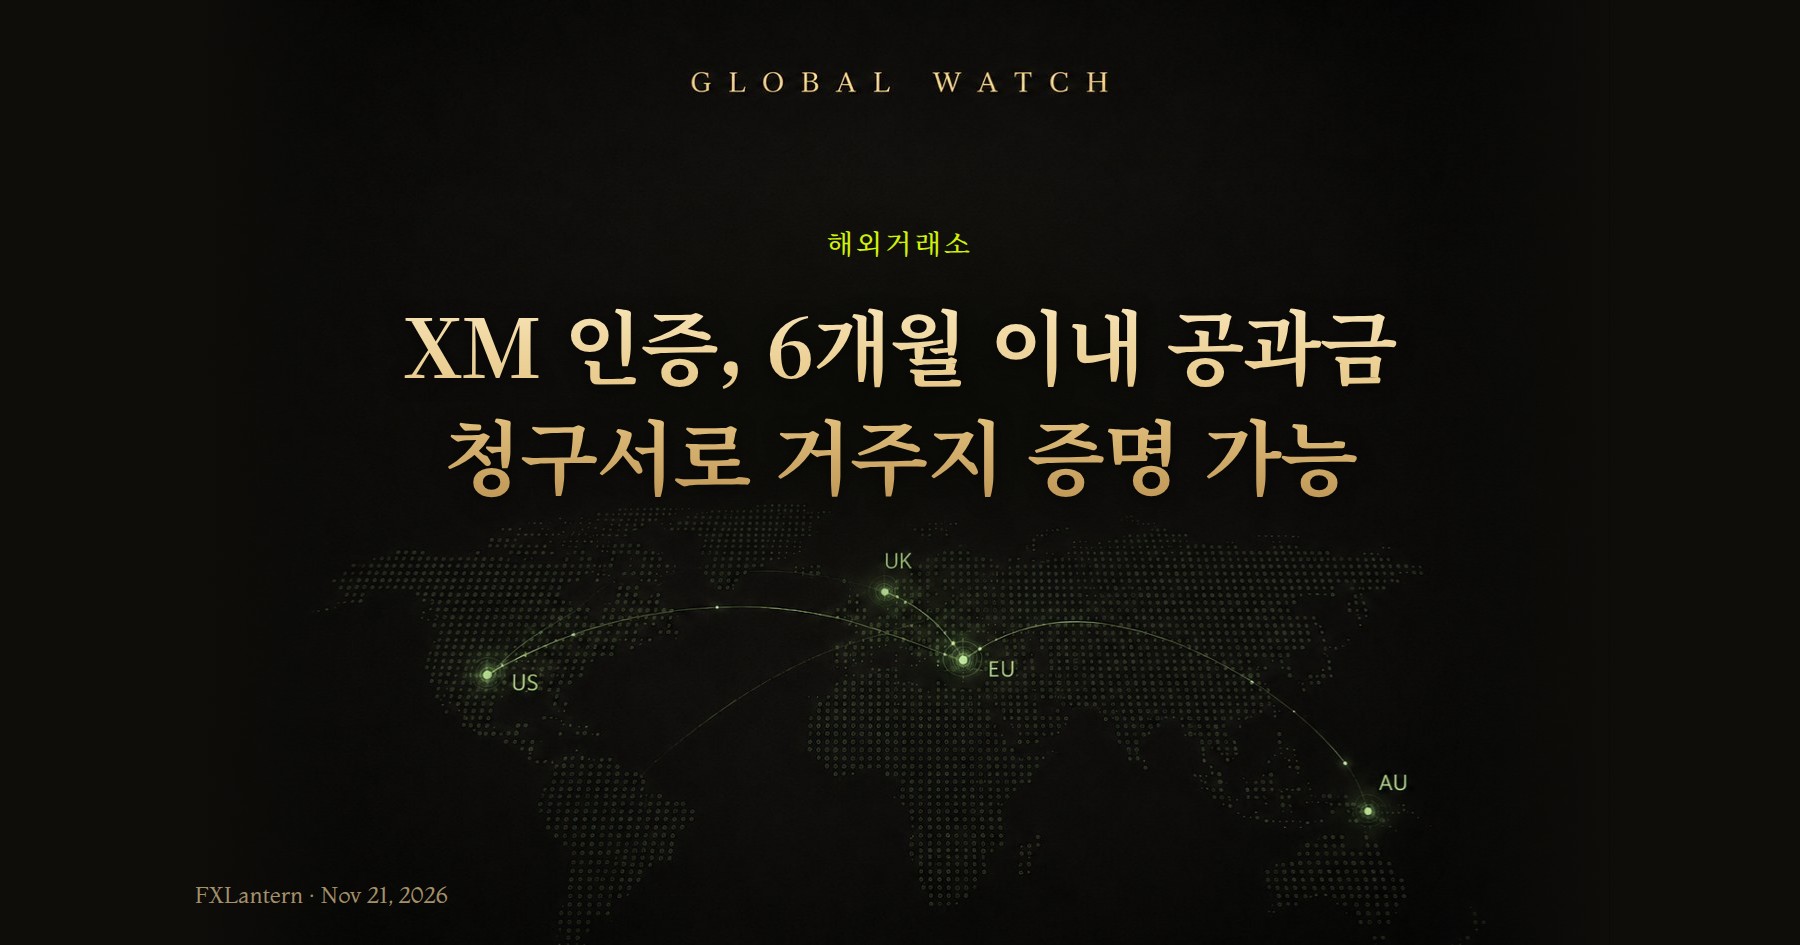 GLOBAL WATCH
해외거래소
XM 인증, 6개월 이내 공과금
청구서로 거주지 증명 가능
UK
EU
US
AU
FXLantern · Nov 21, 2026